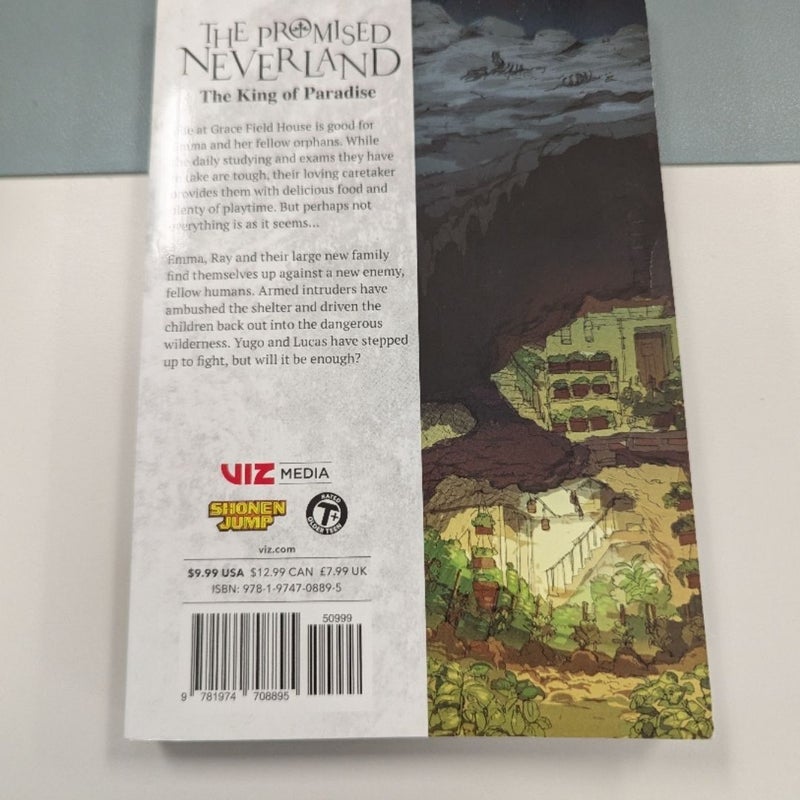 THE PROMISED
NEVERLAND
The King of Paradise
at Grace Field House is good for
and her fellow orphans. While
daily studying and exams they have
are tough, their loving caretaker
provides them with delicious food and
plenty of playtime. But perhaps not
everything is as it seems...
Emma, Ray and their large new family
find themselves up against a new enemy,
fellow humans. Armed intruders have
ambushed the shelter and driven the
children back out into the dangerous
wilderness. Yugo and Lucas have stepped
up to fight, but will it be enough?
VIZ MEDIA
SHONEN
JUMP
RATED
T+
OLDER TEEN
viz.com
$9.99 USA $12.99 CAN £7.99 UK
ISBN: 978-1-9747-0889-5
50999
9 781974 708895